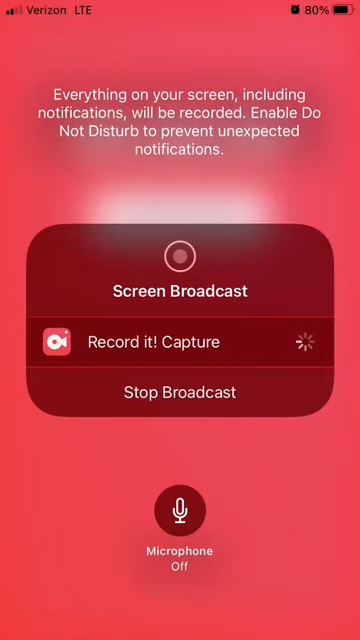 Verizon LTE 80%
Everything on your screen, including
notifications, will be recorded. Enable Do
Not Disturb to prevent unexpected
notifications.
Screen Broadcast
Record it! Capture
Stop Broadcast
Microphone
Off